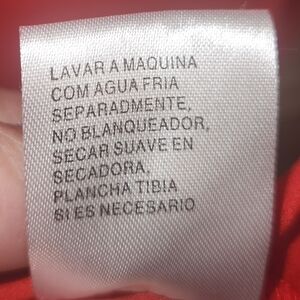 LAVAR A MAQUINA
COM AGUA FRIA
SEPARADMENTE,
NO BLANQUEADOR,
SECAR SUAVE EN
SECADORA,
PLANCHA TIBIA
SI ES NECESARIO